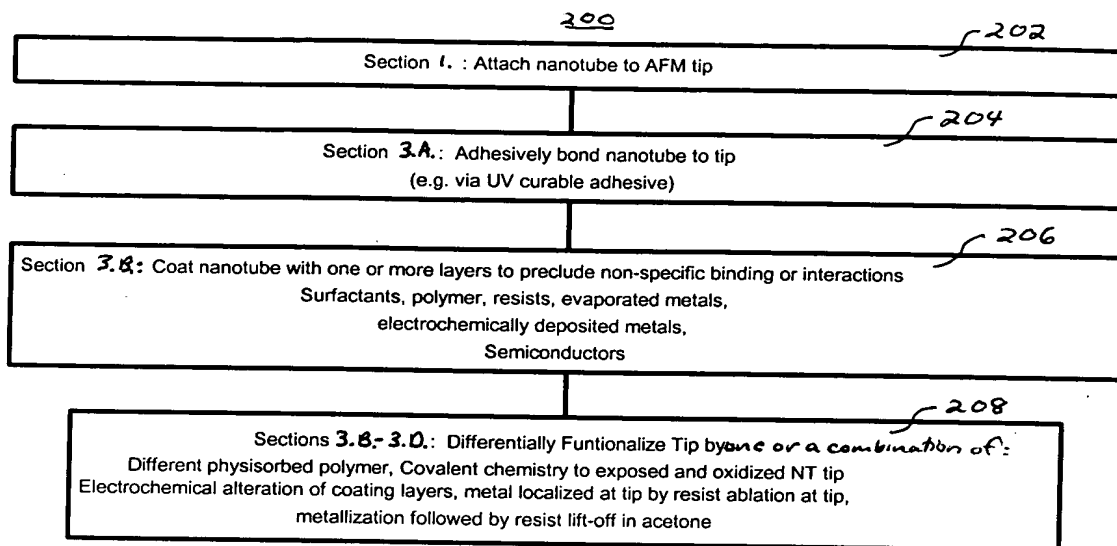 200
202
Section 1. : Attach nanotube to AFM tip
204
Section 3.A.: Adhesively bond nanotube to tip
(e.g. via UV curable adhesive)
206
Section 3.B.: Coat nanotube with one or more layers to preclude non-specific binding or interactions
Surfactants, polymer, resists, evaporated metals,
electrochemically deposited metals,
Semiconductors
208
Sections 3.B.-3.D.: Differentially Funtionalize Tip by one or a combination of:
Different physisorbed polymer, Covalent chemistry to exposed and oxidized NT tip
Electrochemical alteration of coating layers, metal localized at tip by resist ablation at tip,
metallization followed by resist lift-off in acetone